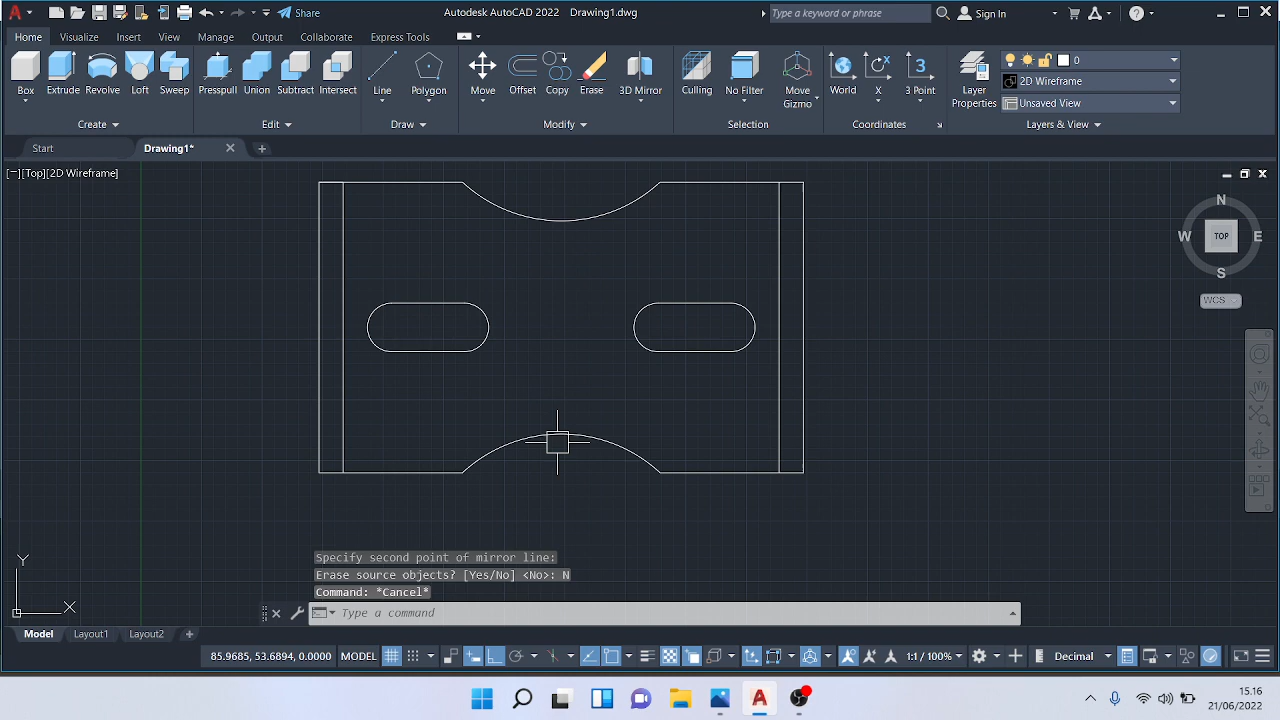 Share
Autodesk AutoCAD 2022 Drawing1.dwg
Type a keyword or phrase
Sign In
Home Visualize Insert View Manage Output Collaborate Express Tools
Box Extrude Revolve Loft Sweep Presspull Union Subtract Intersect Line Polygon Move Offset Copy Erase 3D Mirror Culling No Filter Move Gizmo World X 3 Point Layer Properties
0
2D Wireframe
Unsaved View
Create Edit Draw Modify Selection Coordinates Layers & View
Start Drawing1*
[−][Top][2D Wireframe]
N
W TOP E
S
WCS
Y
X
Specify second point of mirror line:
Erase source objects? [Yes/No] <No>: N
Command: *Cancel*
Type a command
Model Layout1 Layout2
85.9685, 53.6894, 0.0000 MODEL 1:1 / 100% Decimal
15.16
21/06/2022